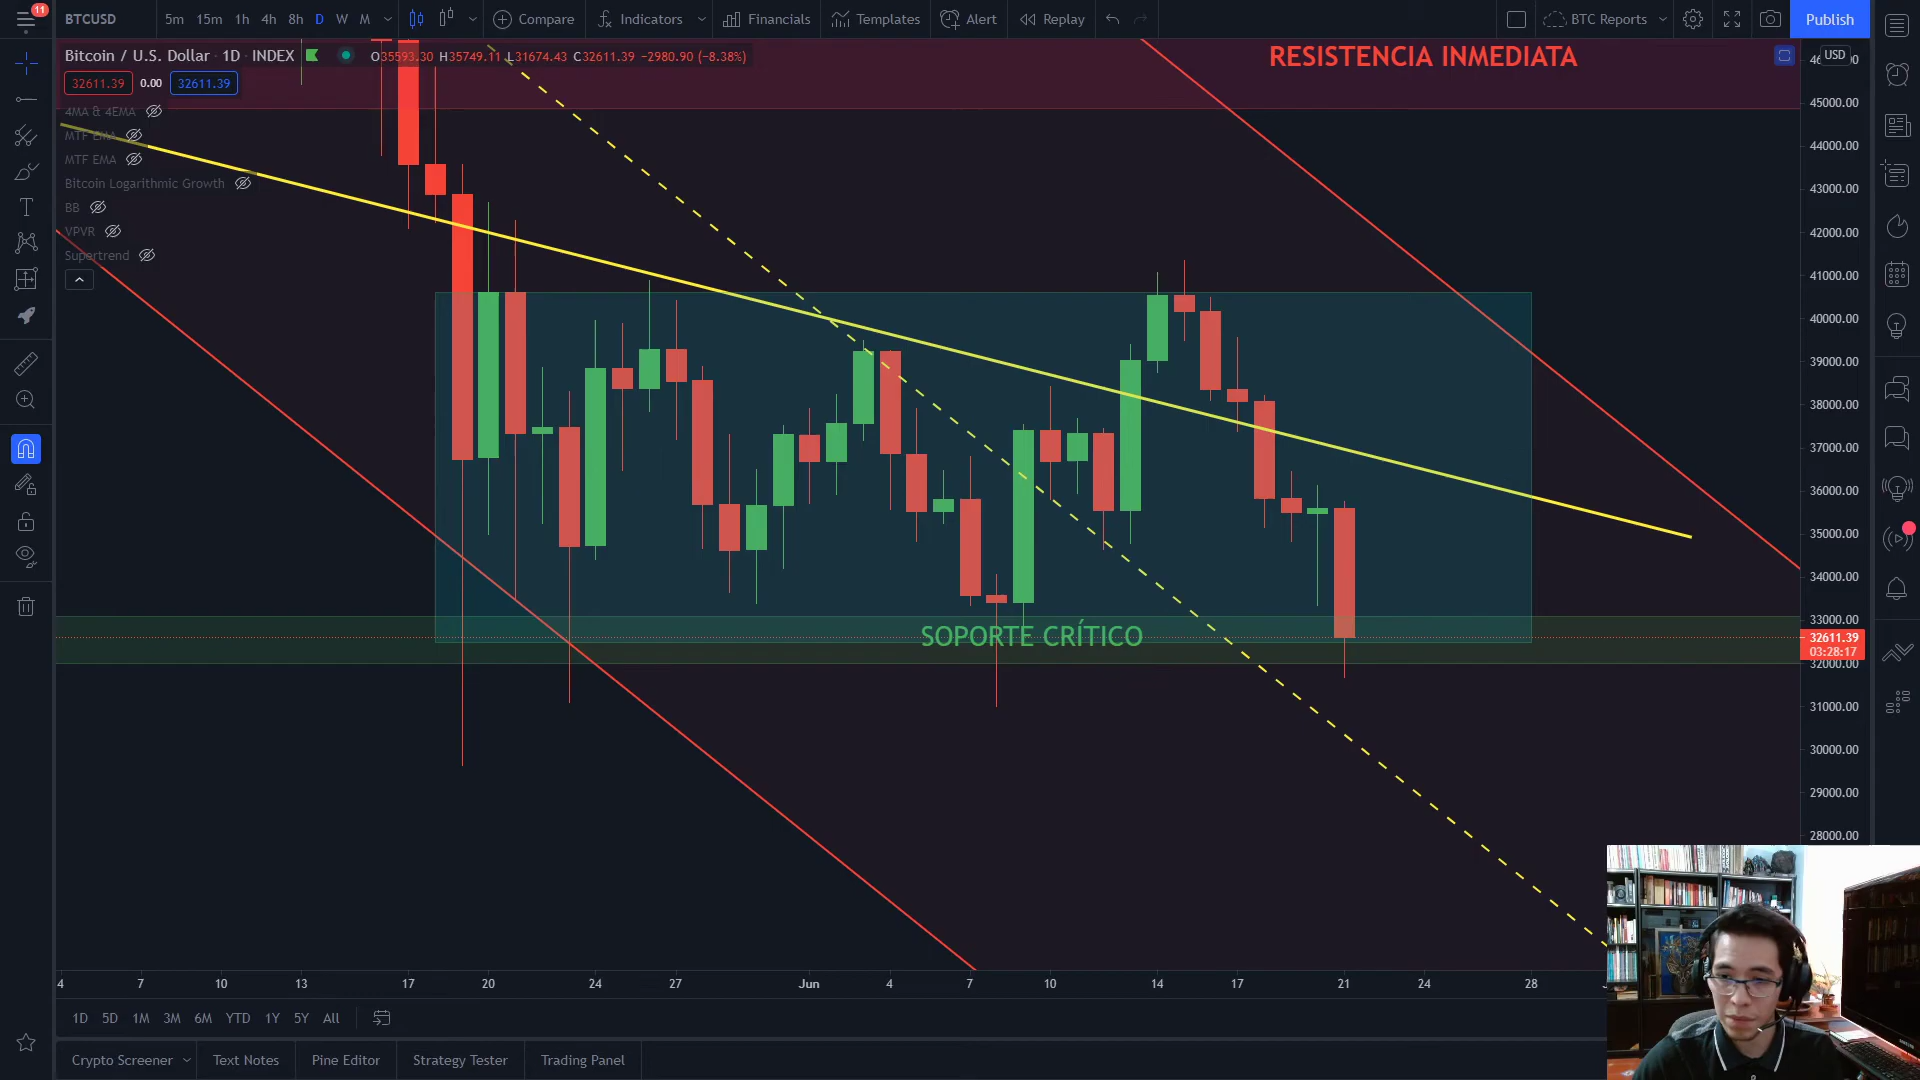 11
BTCUSD 5m 15m 1h 4h 8h D W M Compare Indicators Financials Templates Alert Replay BTC Reports Publish
Bitcoin / U.S. Dollar · 1D · INDEX O35593.30 H35749.11 L31674.43 C32611.39 −2980.90 (−8.38%)
32611.39 0.00 32611.39
4MA & 4EMA
MTF EMA
MTF EMA
Bitcoin Logarithmic Growth
BB
VPVR
Supertrend
RESISTENCIA INMEDIATA
SOPORTE CRÍTICO
USD
45000.00
44000.00
43000.00
42000.00
41000.00
40000.00
39000.00
38000.00
37000.00
36000.00
35000.00
34000.00
33000.00
32611.39
03:28:17
32000.00
31000.00
30000.00
29000.00
28000.00
4 7 10 13 17 20 24 27 Jun 4 7 10 14 17 21 24 28
1D 5D 1M 3M 6M YTD 1Y 5Y All
Crypto Screener Text Notes Pine Editor Strategy Tester Trading Panel